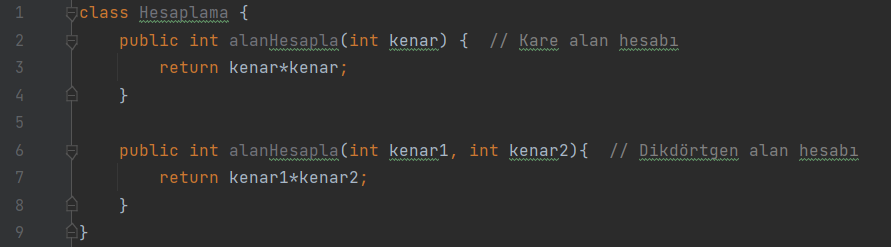 1 class Hesaplama {
2 public int alanHesapla(int kenar) {  // Kare alan hesabı
3 return kenar*kenar;
4 }
5
6 public int alanHesapla(int kenar1, int kenar2){  // Dikdörtgen alan hesabı
7 return kenar1*kenar2;
8 }
9 }